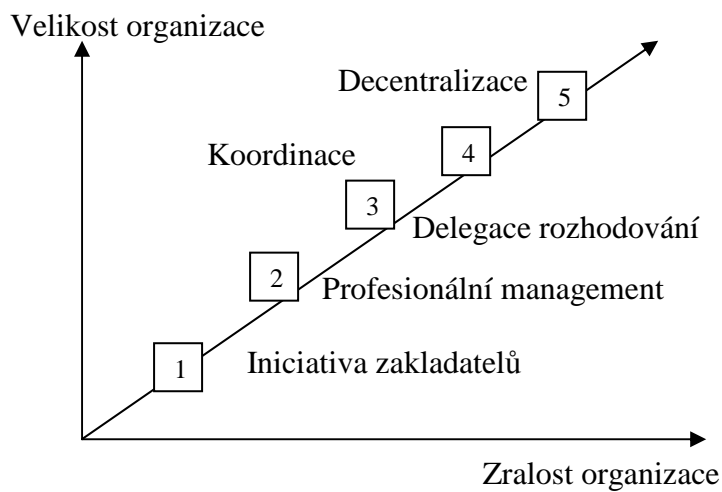 Velikost organizace
Decentralizace
5
Koordinace
4
3
Delegace rozhodování
2
Profesionální management
1
Iniciativa zakladatelů
Zralost organizace